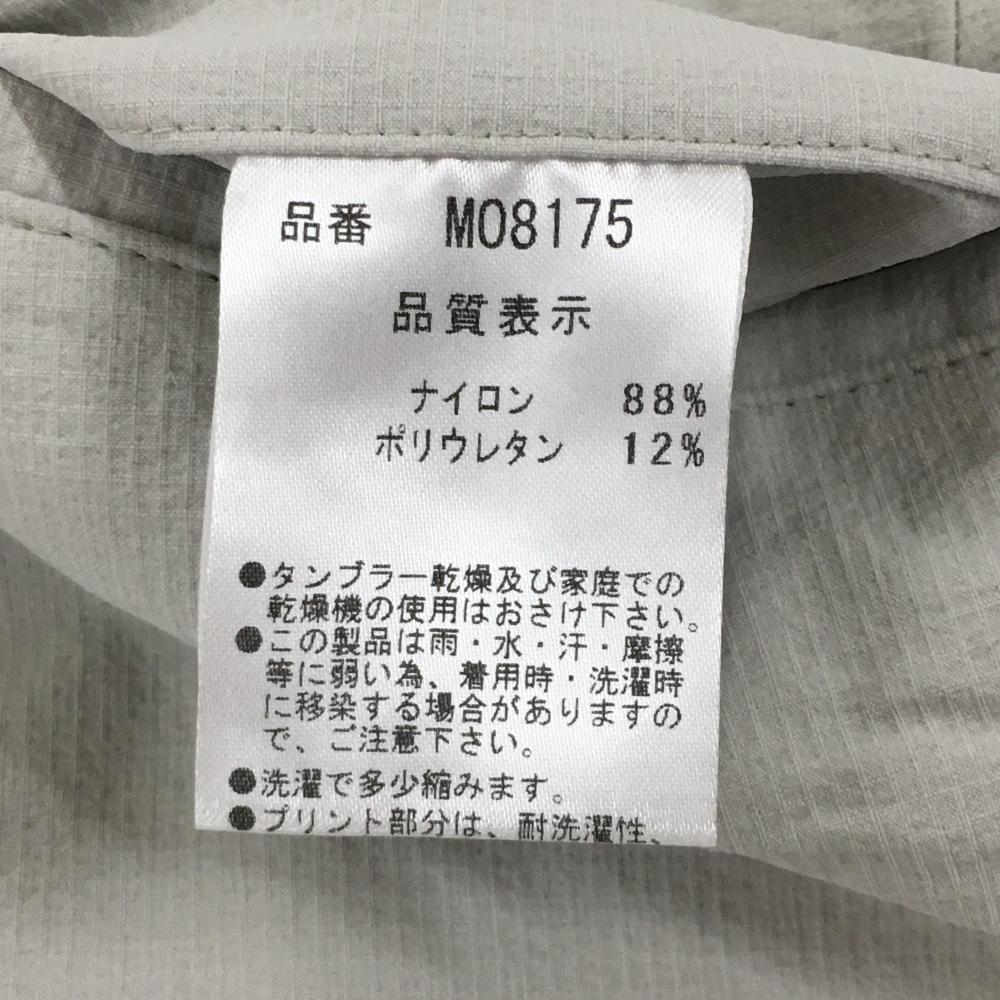 品番 M08175
品質表示
ナイロン 88%
ポリウレタン 12%
●タンブラー乾燥及び家庭での
乾燥機の使用はおさけ下さい。
●この製品は雨・水・汗・摩擦
等に弱い為、着用時・洗濯時
に移染する場合がありますの
で、ご注意下さい。
●洗濯で多少縮みます。
●プリント部分は、耐洗濯性、